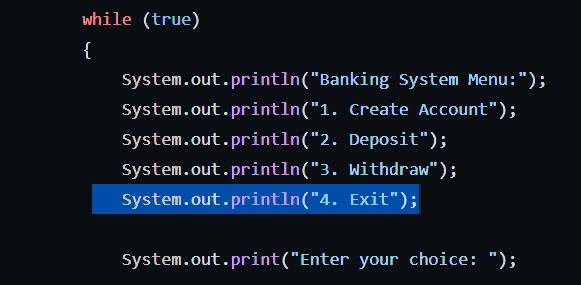 while (true)
{
System.out.println("Banking System Menu:");
System.out.println("1. Create Account");
System.out.println("2. Deposit");
System.out.println("3. Withdraw");
System.out.println("4. Exit");
System.out.print("Enter your choice: ");